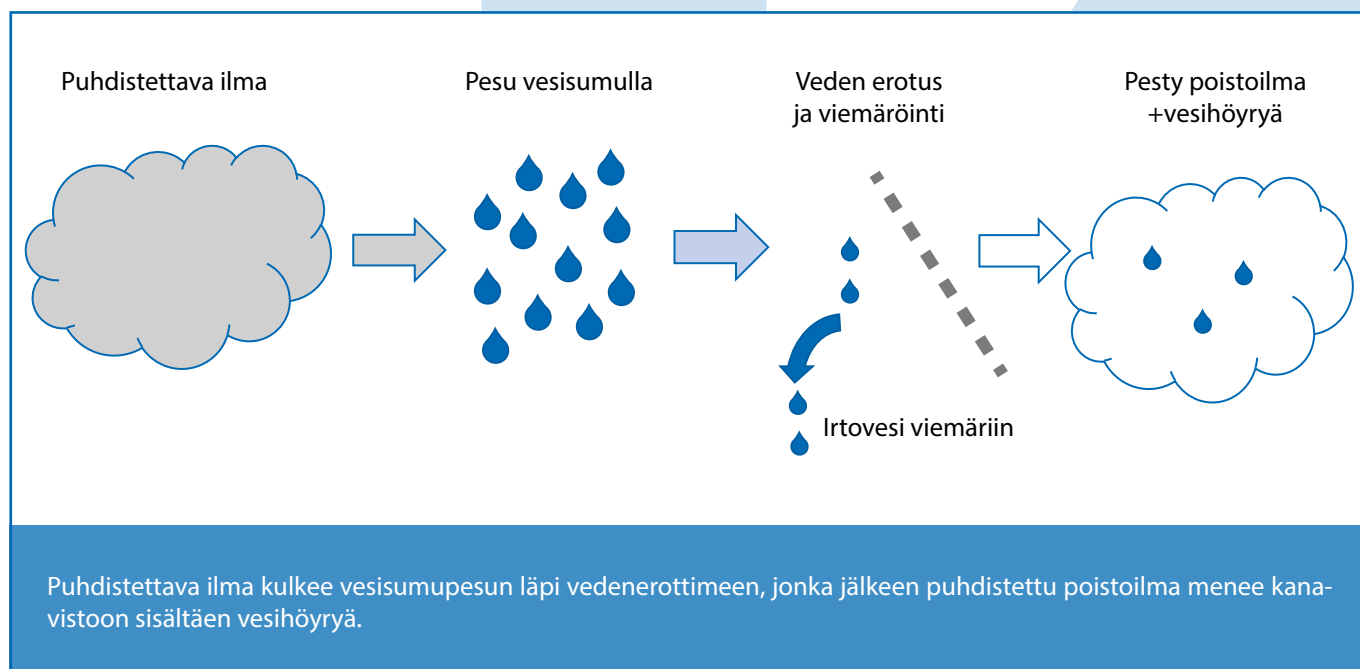 Puhdistettava ilma
Pesu vesisumulla
Veden erotus
ja viemäröinti
Pesty poistoilma
+vesihöyryä
Irtovesi viemäriin
Puhdistettava ilma kulkee vesisumupesun läpi vedenerottimeen, jonka jälkeen puhdistettu poistoilma menee kana-
vistoon sisältäen vesihöyryä.